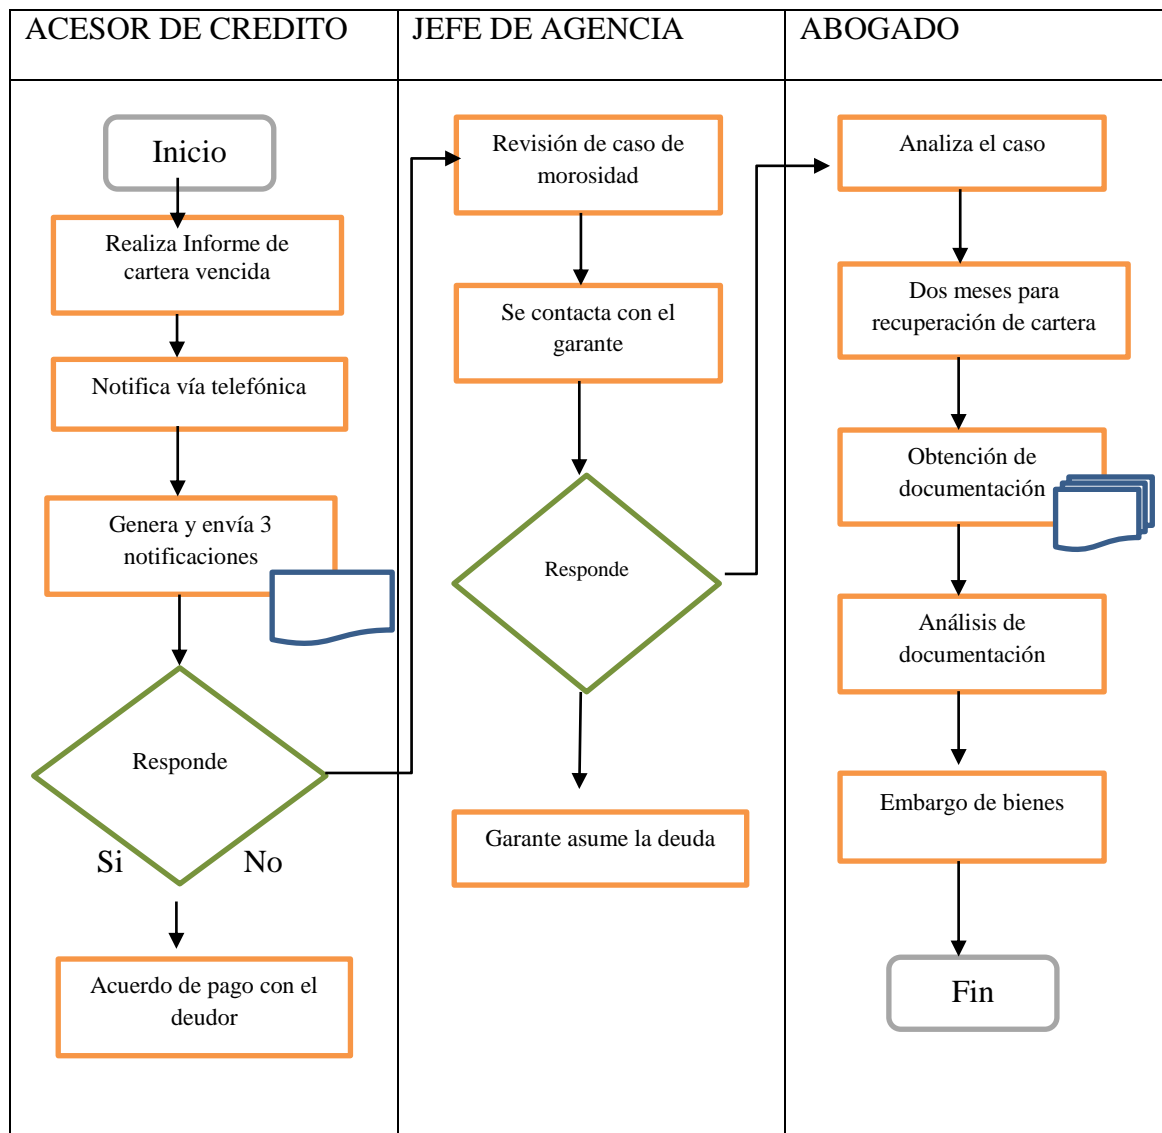 ACESOR DE CREDITO
JEFE DE AGENCIA
ABOGADO
Inicio
Realiza Informe de
cartera vencida
Notifica vía telefónica
Genera y envía 3
notificaciones
Responde
Si
No
Acuerdo de pago con el
deudor
Revisión de caso de
morosidad
Se contacta con el
garante
Responde
Garante asume la deuda
Analiza el caso
Dos meses para
recuperación de cartera
Obtención de
documentación
Análisis de
documentación
Embargo de bienes
Fin